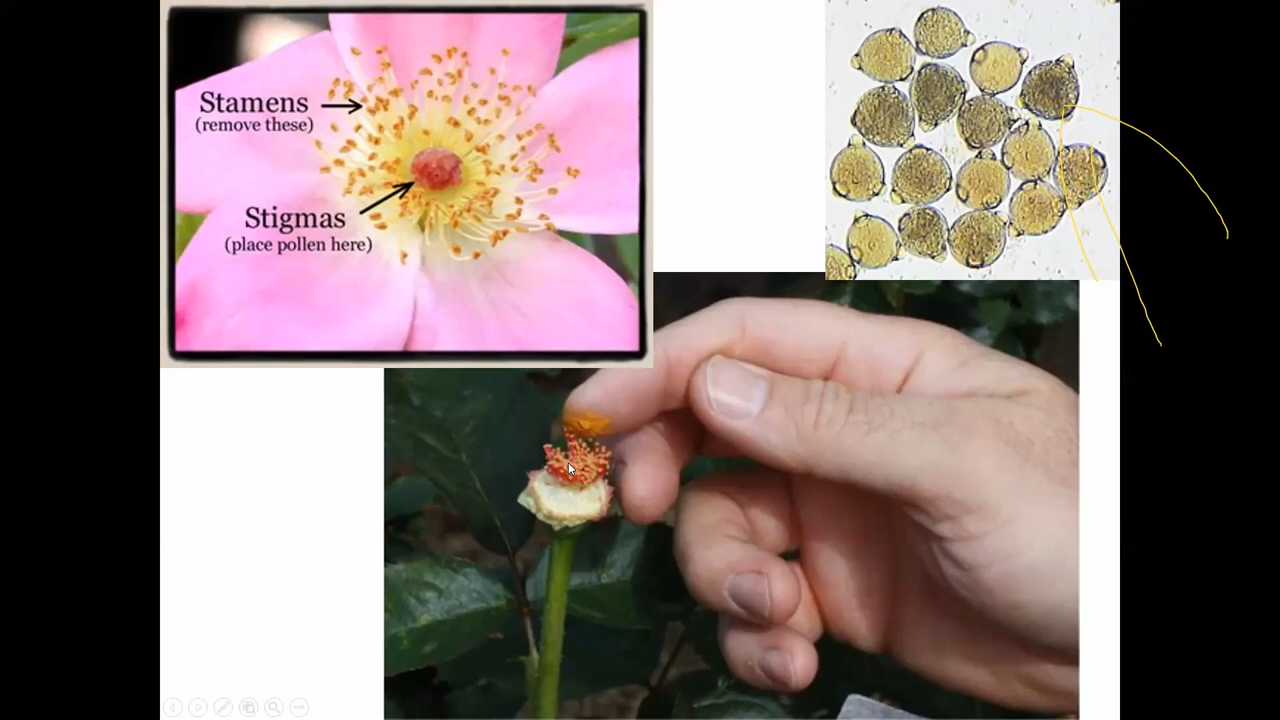 Stamens
(remove these)
Stigmas
(place pollen here)